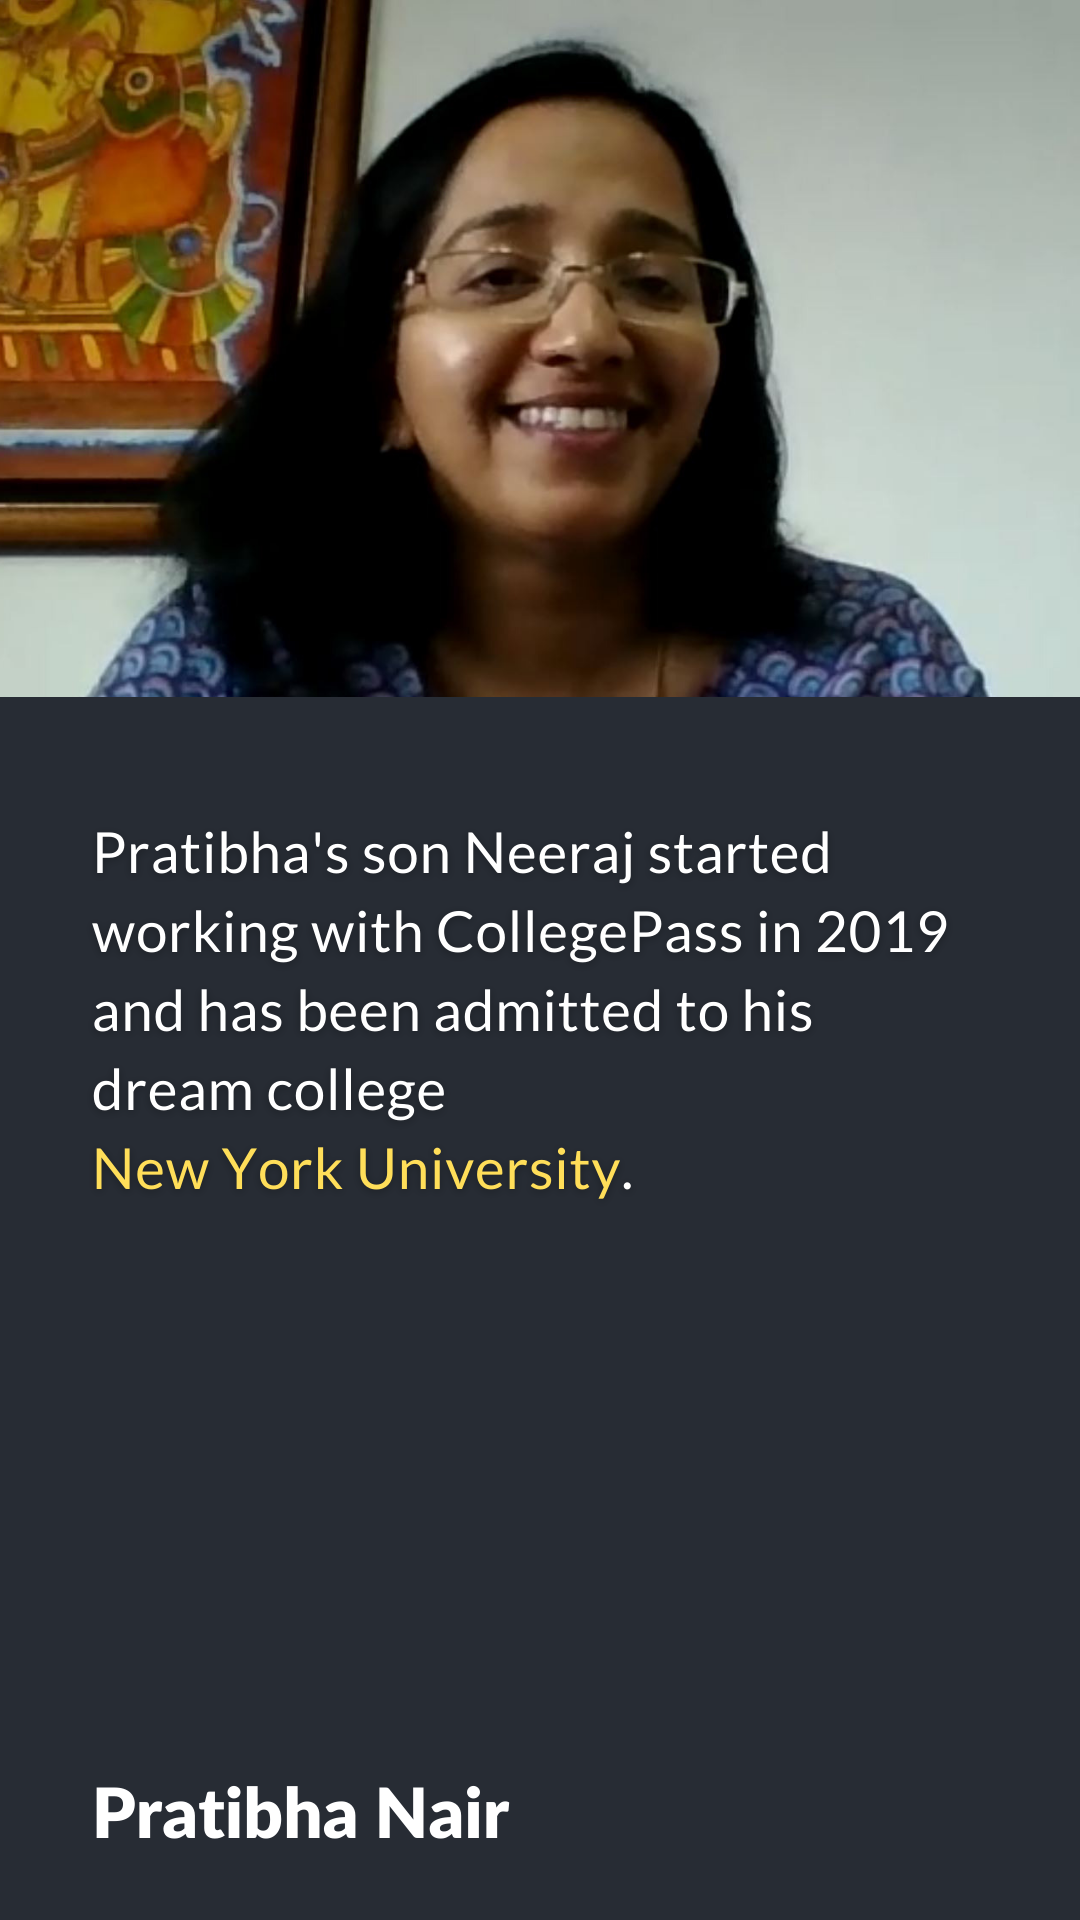 Pratibha's son Neeraj started
working with CollegePass in 2019
and has been admitted to his
dream college
New York University.
Pratibha Nair